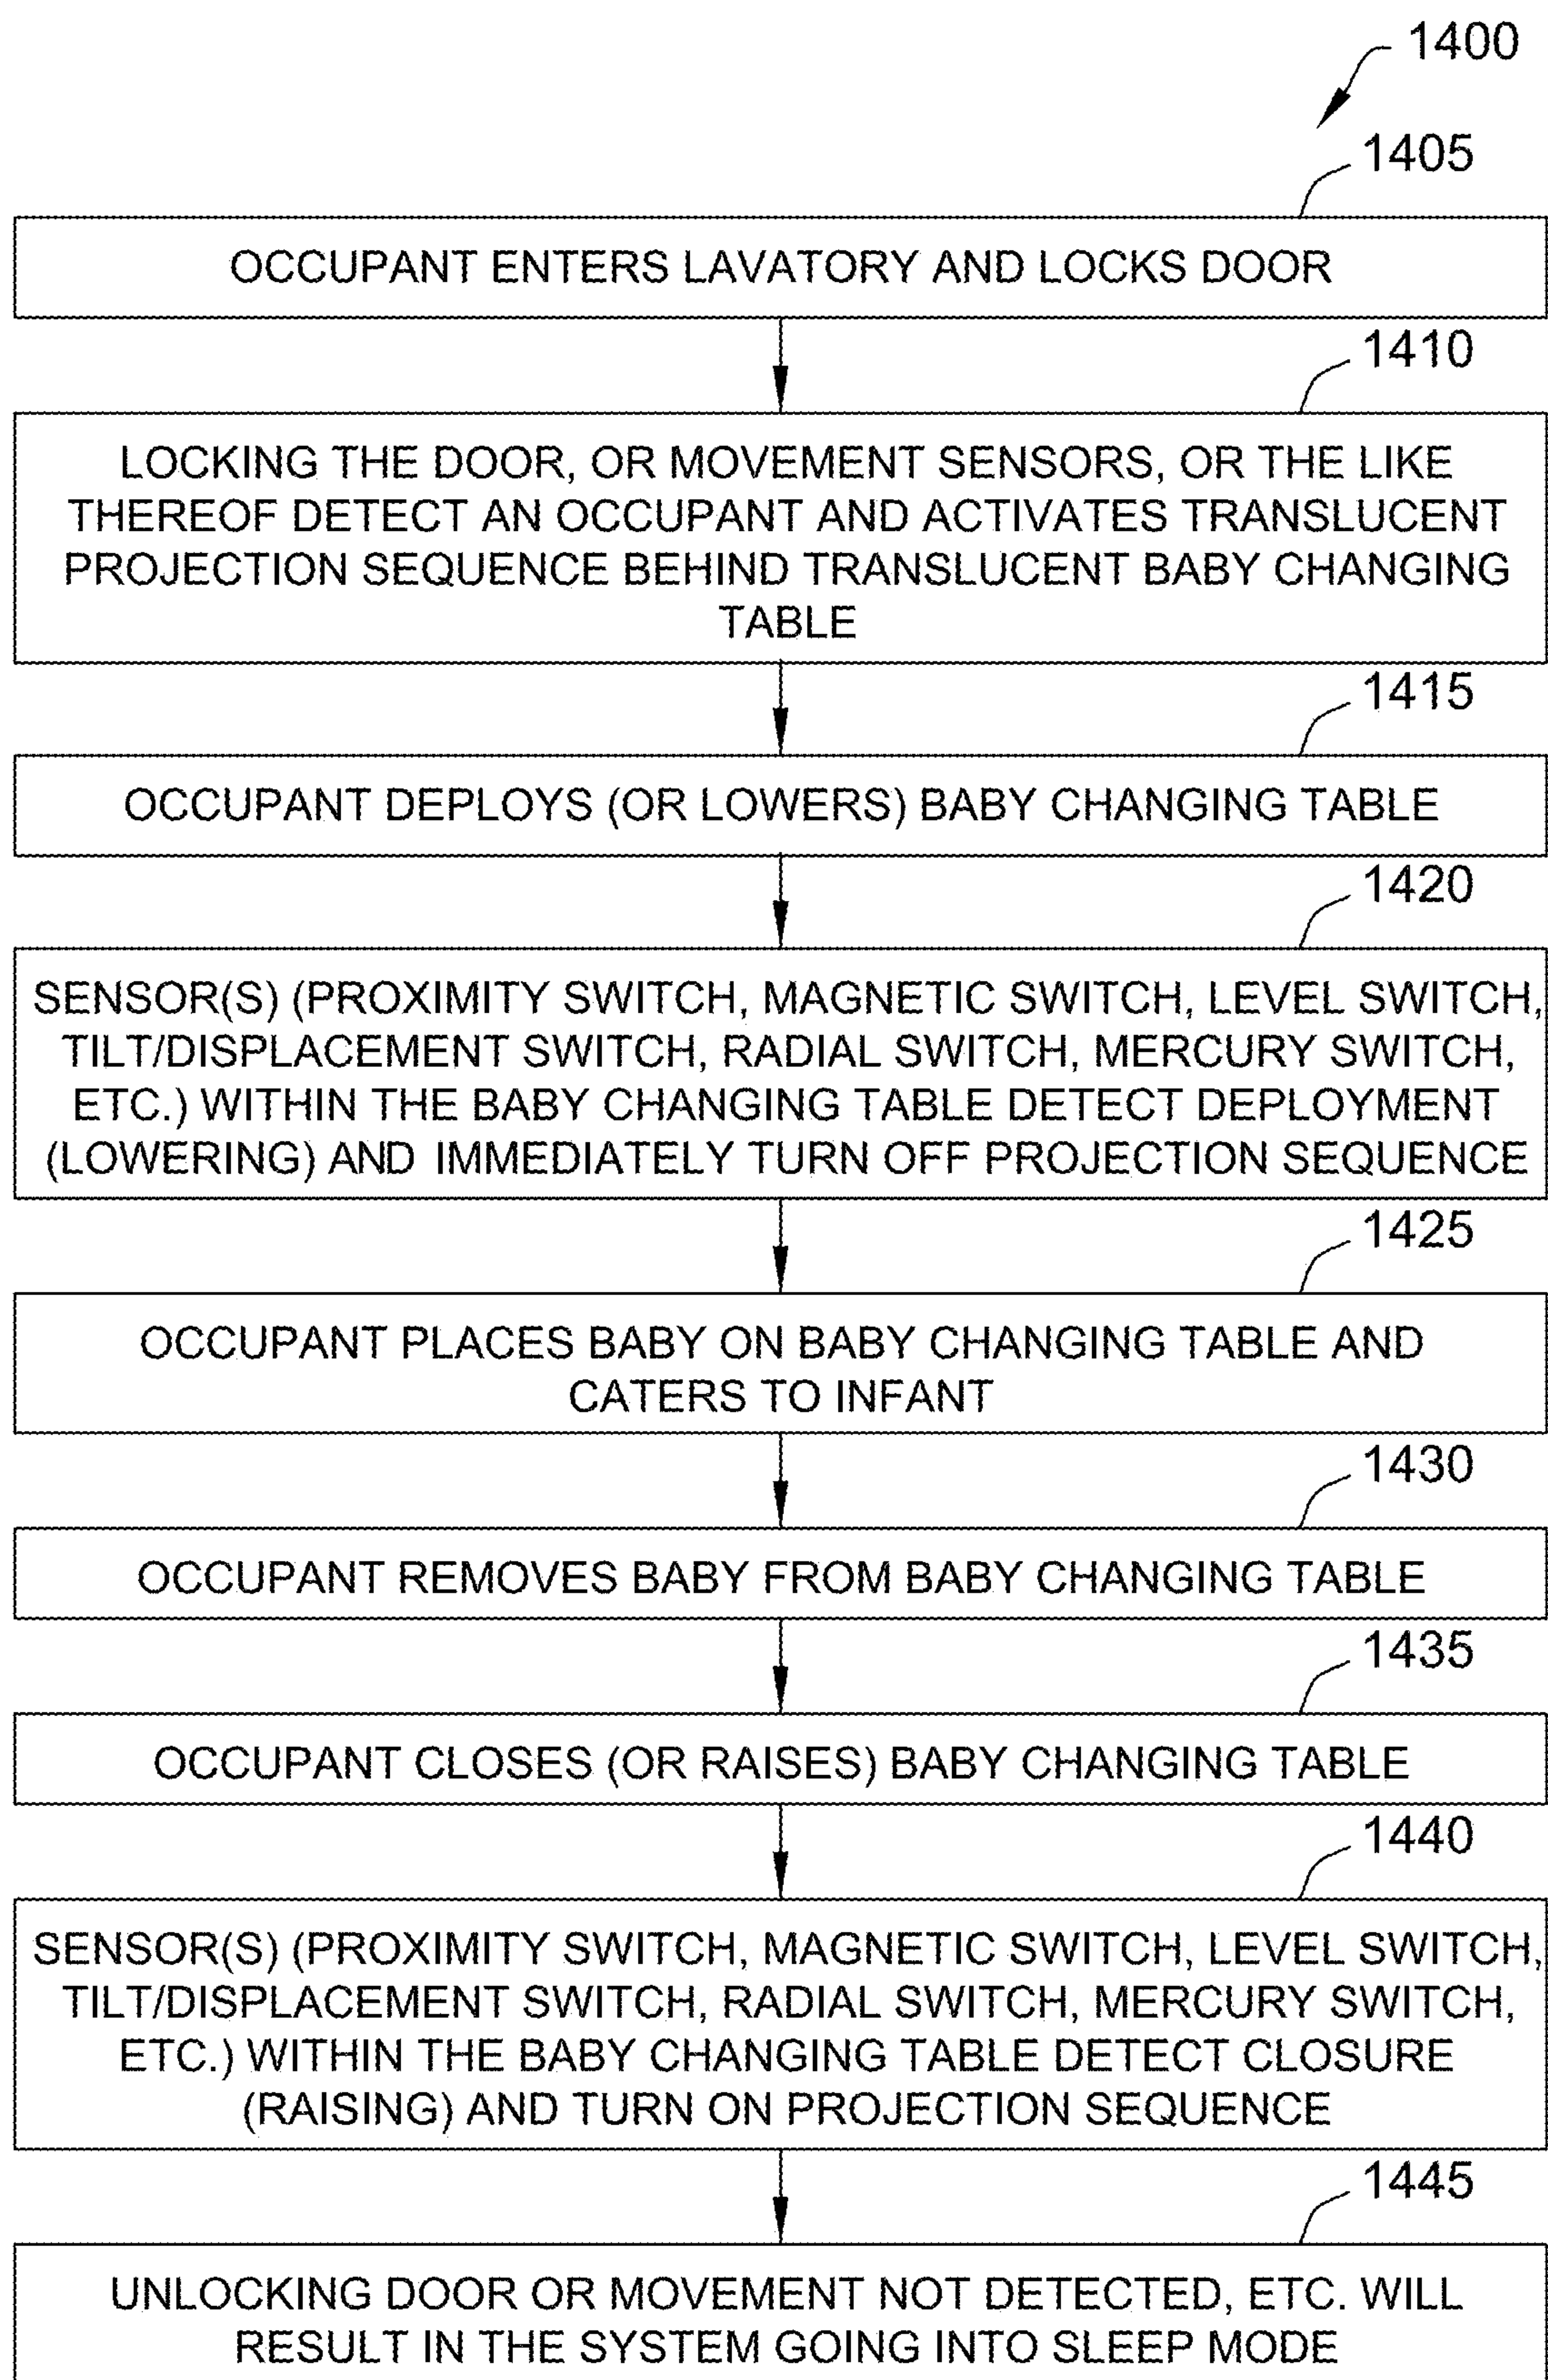 1400
1405
OCCUPANT ENTERS LAVATORY AND LOCKS DOOR
1410
LOCKING THE DOOR, OR MOVEMENT SENSORS, OR THE LIKE
THEREOF DETECT AN OCCUPANT AND ACTIVATES TRANSLUCENT
PROJECTION SEQUENCE BEHIND TRANSLUCENT BABY CHANGING
TABLE
1415
OCCUPANT DEPLOYS (OR LOWERS) BABY CHANGING TABLE
1420
SENSOR(S) (PROXIMITY SWITCH, MAGNETIC SWITCH, LEVEL SWITCH,
TILT/DISPLACEMENT SWITCH, RADIAL SWITCH, MERCURY SWITCH,
ETC.) WITHIN THE BABY CHANGING TABLE DETECT DEPLOYMENT
(LOWERING) AND IMMEDIATELY TURN OFF PROJECTION SEQUENCE
1425
OCCUPANT PLACES BABY ON BABY CHANGING TABLE AND
CATERS TO INFANT
1430
OCCUPANT REMOVES BABY FROM BABY CHANGING TABLE
1435
OCCUPANT CLOSES (OR RAISES) BABY CHANGING TABLE
1440
SENSOR(S) (PROXIMITY SWITCH, MAGNETIC SWITCH, LEVEL SWITCH,
TILT/DISPLACEMENT SWITCH, RADIAL SWITCH, MERCURY SWITCH,
ETC.) WITHIN THE BABY CHANGING TABLE DETECT CLOSURE
(RAISING) AND TURN ON PROJECTION SEQUENCE
1445
UNLOCKING DOOR OR MOVEMENT NOT DETECTED, ETC. WILL
RESULT IN THE SYSTEM GOING INTO SLEEP MODE